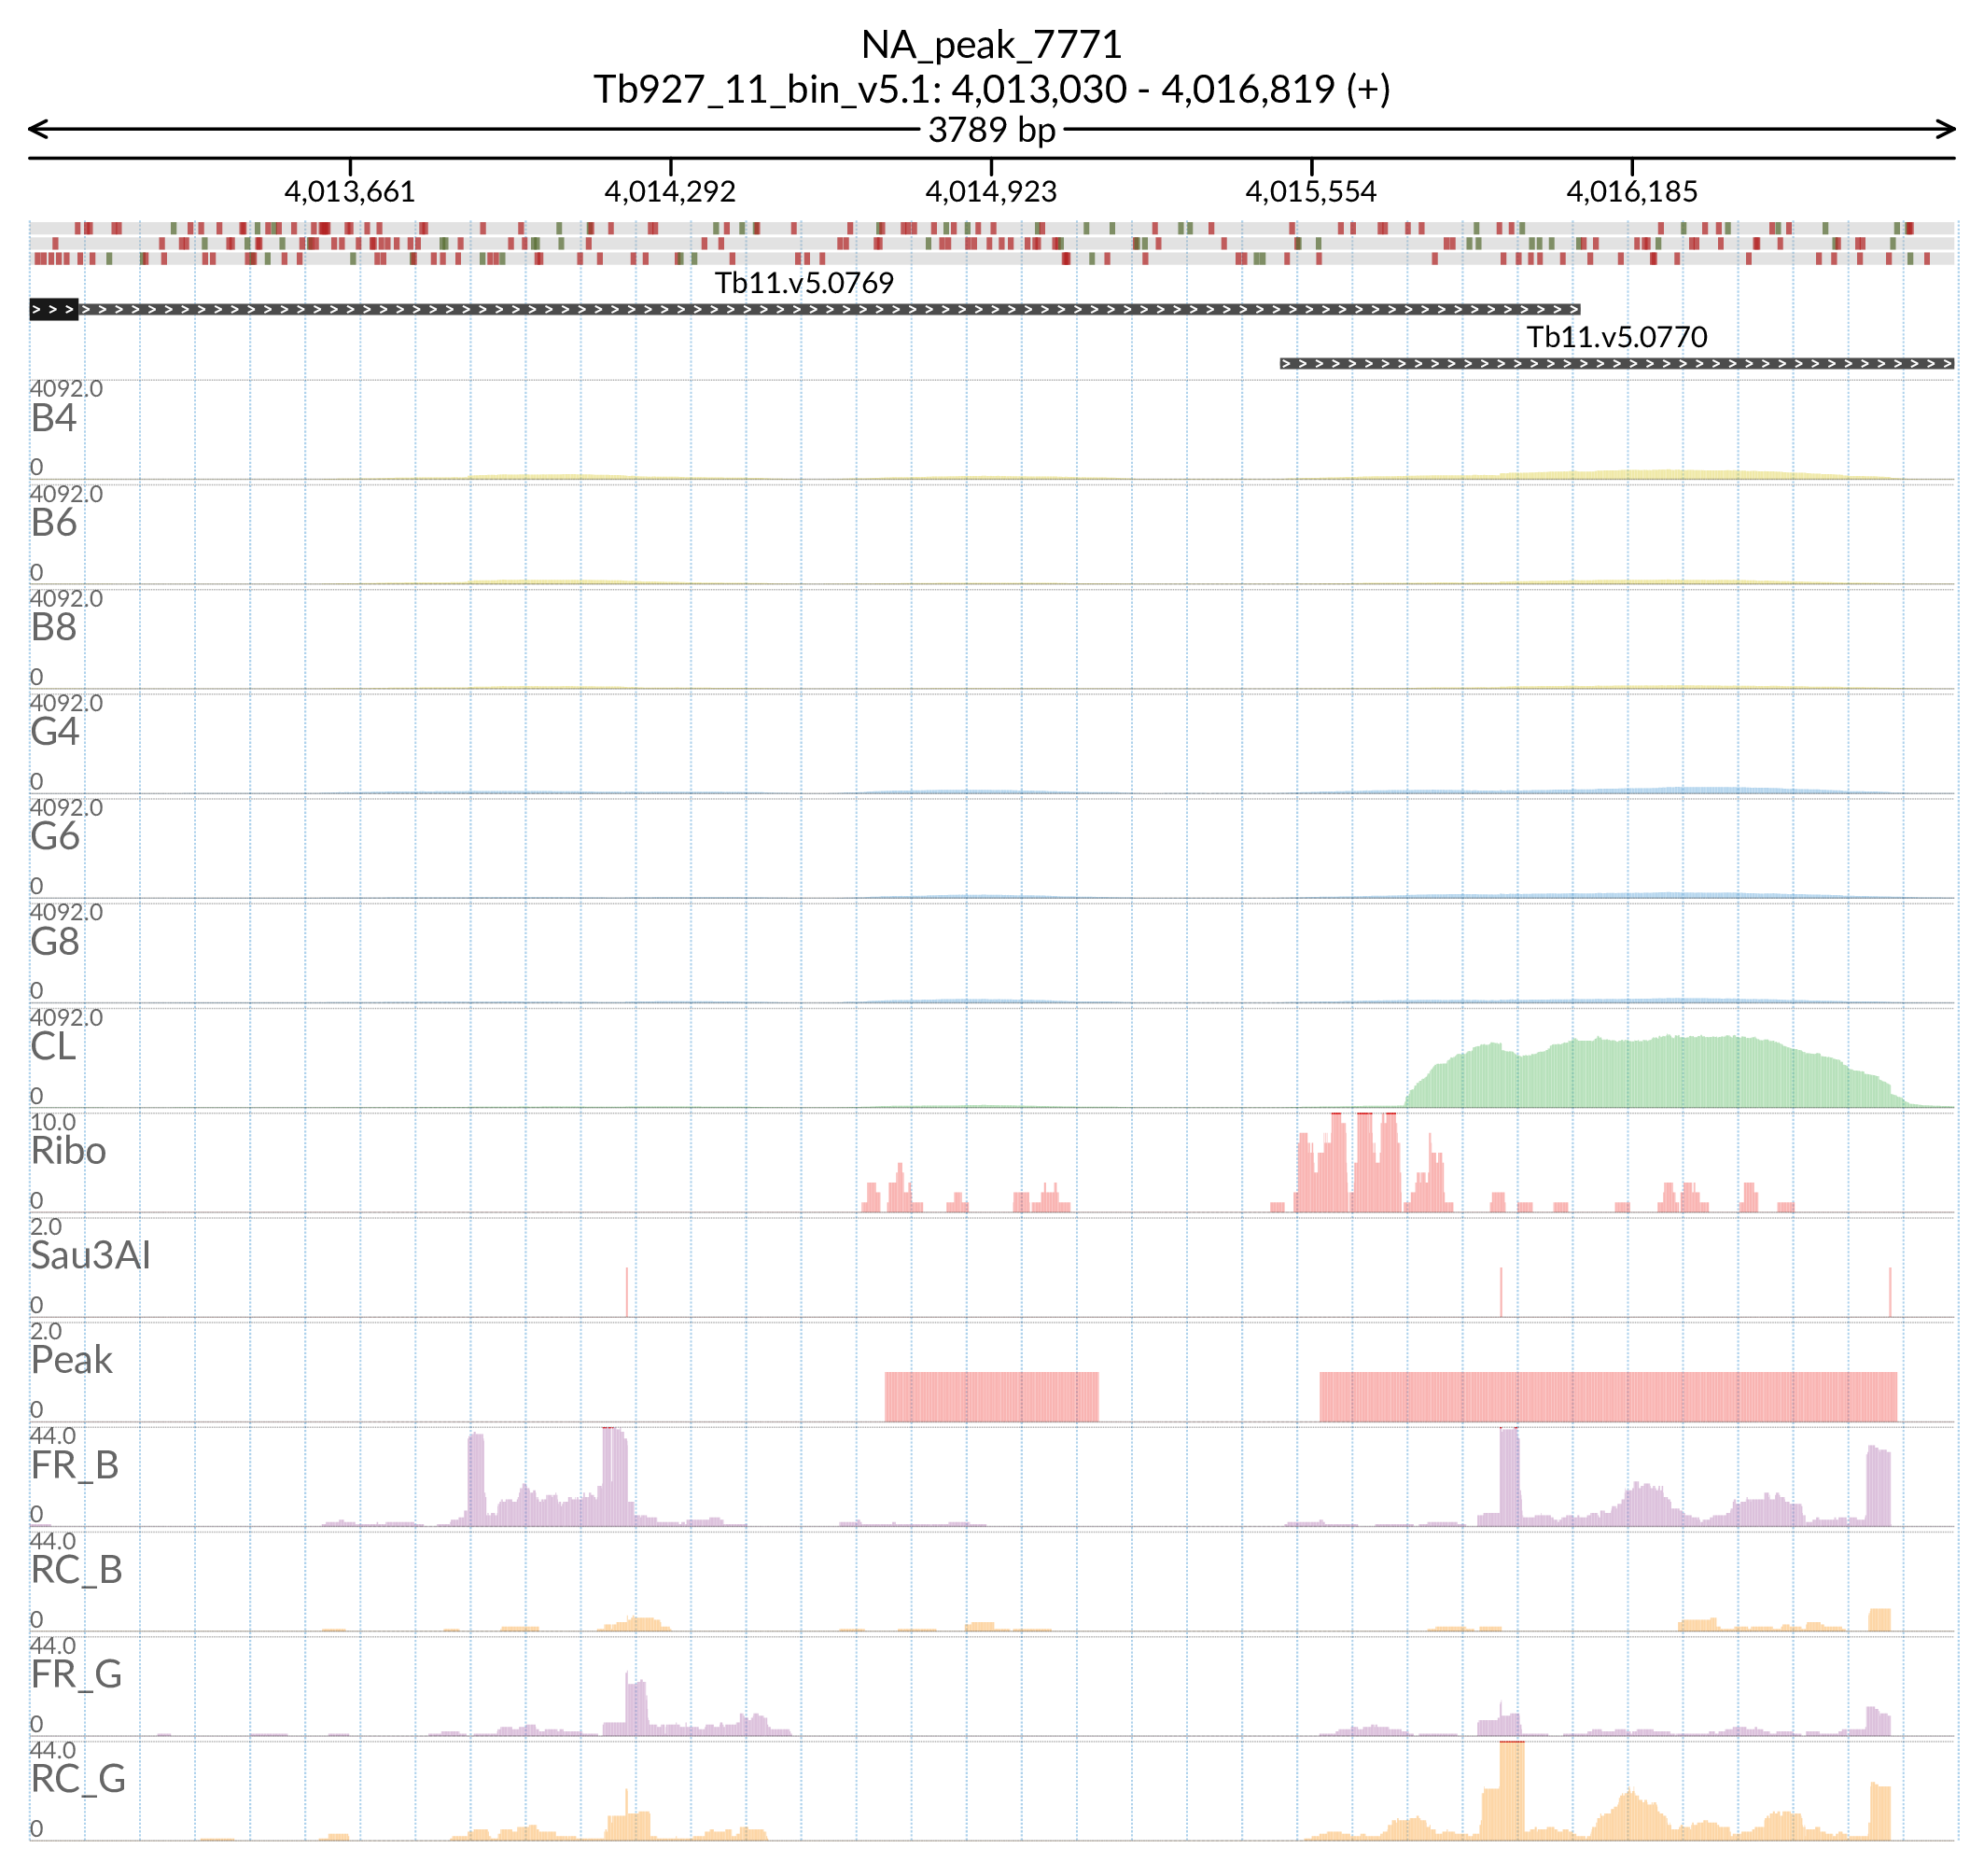 NA_peak_7771
Tb927_11_bin_v5.1: 4,013,030 - 4,016,819 (+)
3789 bp
4,013,661 4,014,292 4,014,923 4,015,554 4,016,185
Tb11.v5.0769
Tb11.v5.0770
4092.0
B4
0
4092.0
B6
0
4092.0
B8
0
4092.0
G4
0
4092.0
G6
0
4092.0
G8
0
4092.0
CL
0
10.0
Ribo
0
2.0
Sau3AI
0
2.0
Peak
0
44.0
FR_B
0
44.0
RC_B
0
44.0
FR_G
0
44.0
RC_G
0